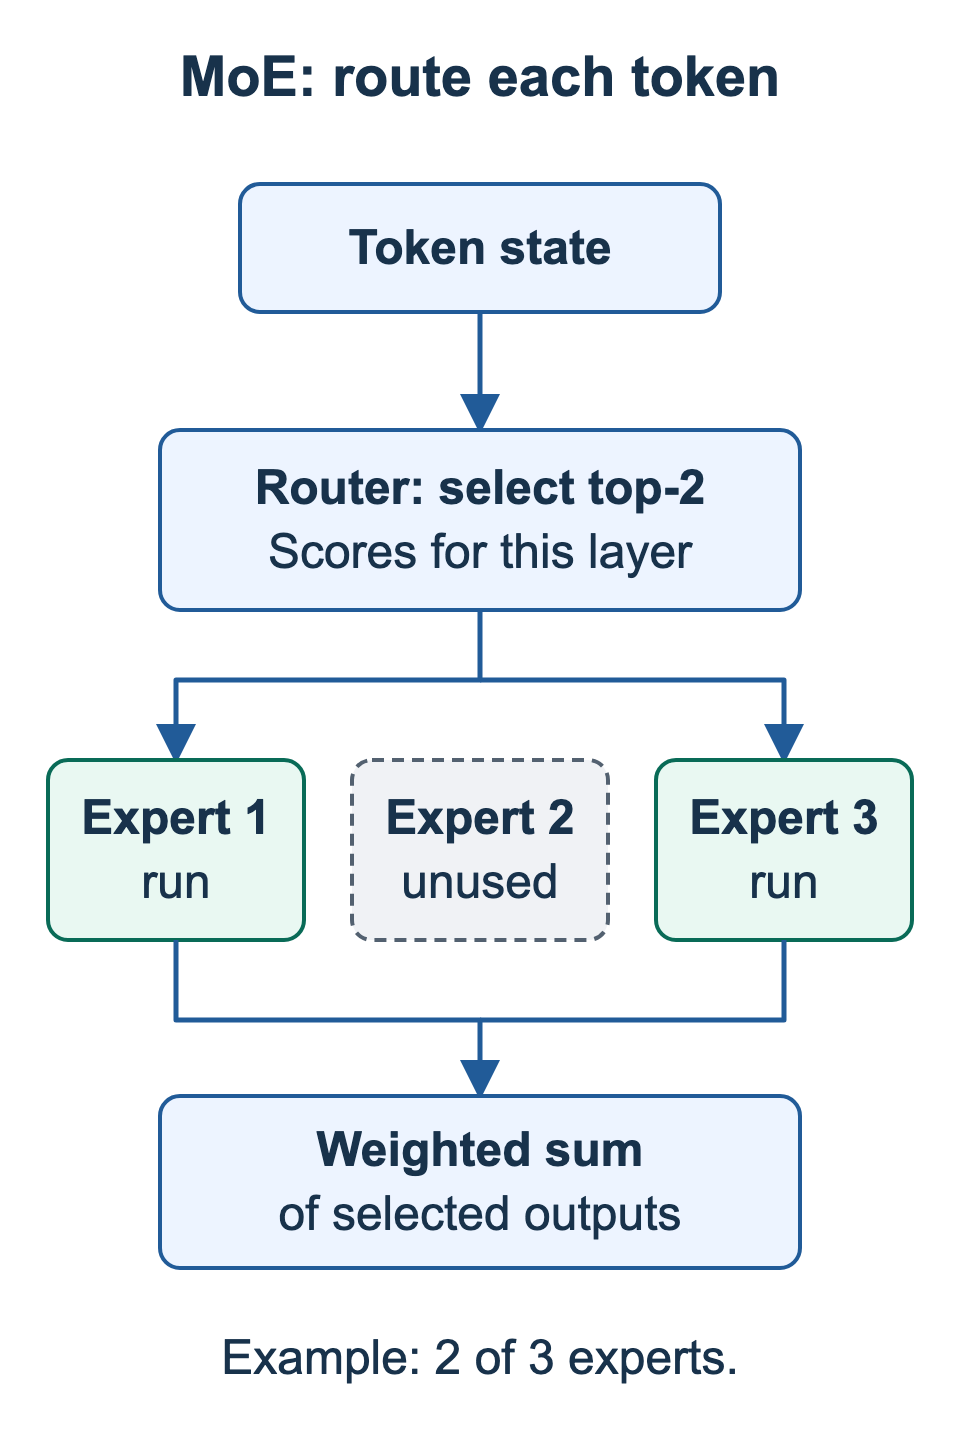 MoE: route each token
Token state
Router: select top-2
Scores for this layer
Expert 1
run
Expert 2
unused
Expert 3
run
Weighted sum
of selected outputs
Example: 2 of 3 experts.